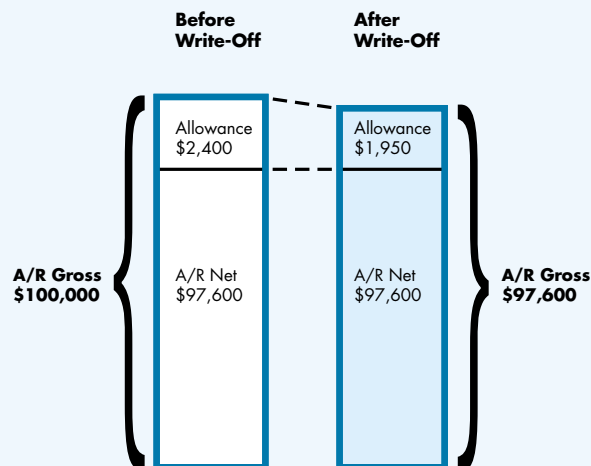 Before
Write-Off
After
Write-Off
Allowance
$2,400
Allowance
$1,950
A/R Gross
$100,000
A/R Net
$97,600
A/R Net
$97,600
A/R Gross
$97,600